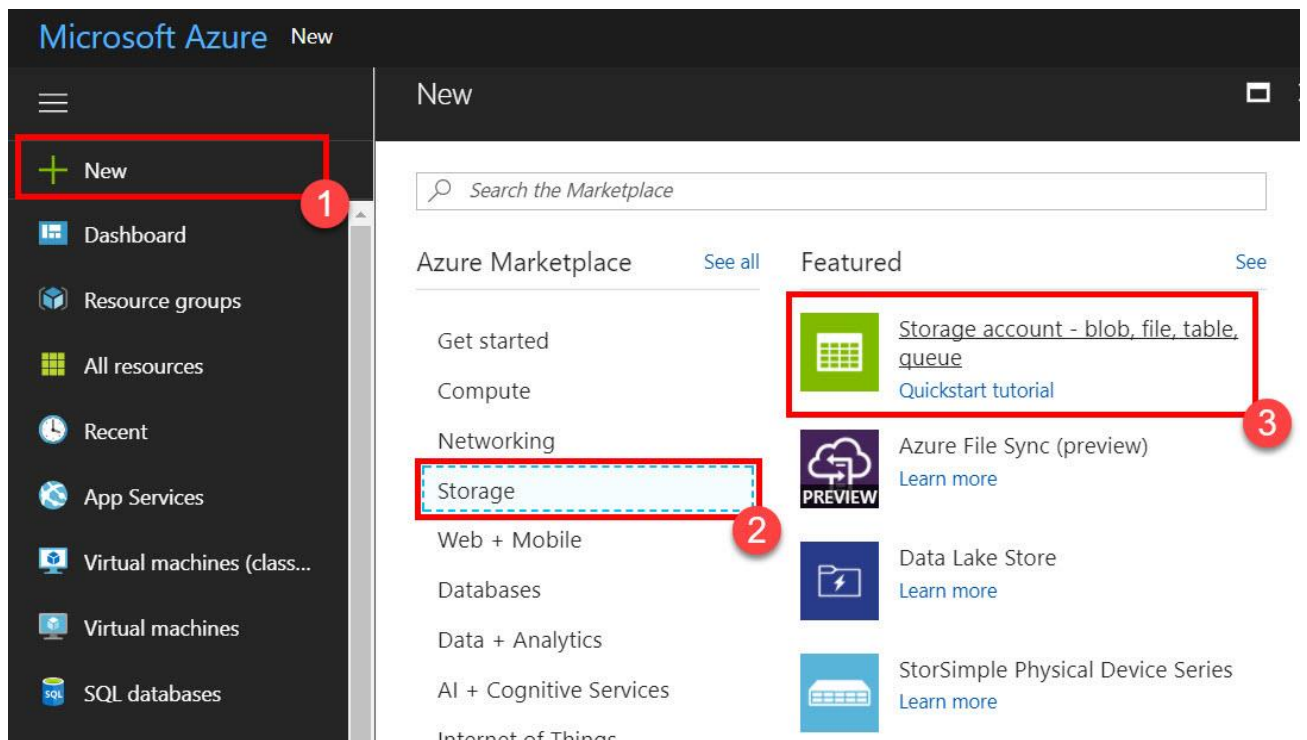 Microsoft Azure New
New
New
1
Dashboard
Resource groups
All resources
Recent
App Services
Virtual machines (class...
Virtual machines
SQL
SQL databases
Search the Marketplace
Azure Marketplace See all
Get started
Compute
Networking
Storage
2
Web + Mobile
Databases
Data + Analytics
AI + Cognitive Services
Internet of Things
Featured See
Storage account - blob, file, table,
queue
Quickstart tutorial
3
Azure File Sync (preview)
Learn more
PREVIEW
Data Lake Store
Learn more
StorSimple Physical Device Series
Learn more